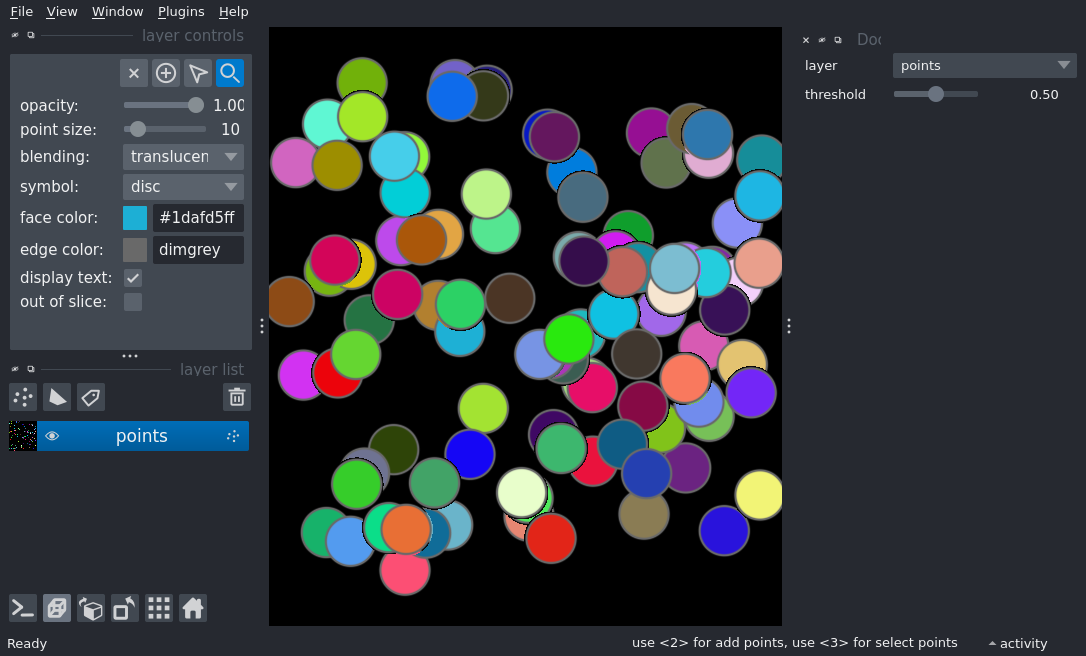 File View Window Plugins Help
layer controls
opacity: 1.00
point size: 10
blending: translucen
symbol: disc
face color: #1dafd5ff
edge color: dimgrey
display text:
out of slice:
layer list
points
Doc
layer points
threshold 0.50
Ready
use <2> for add points, use <3> for select points
activity